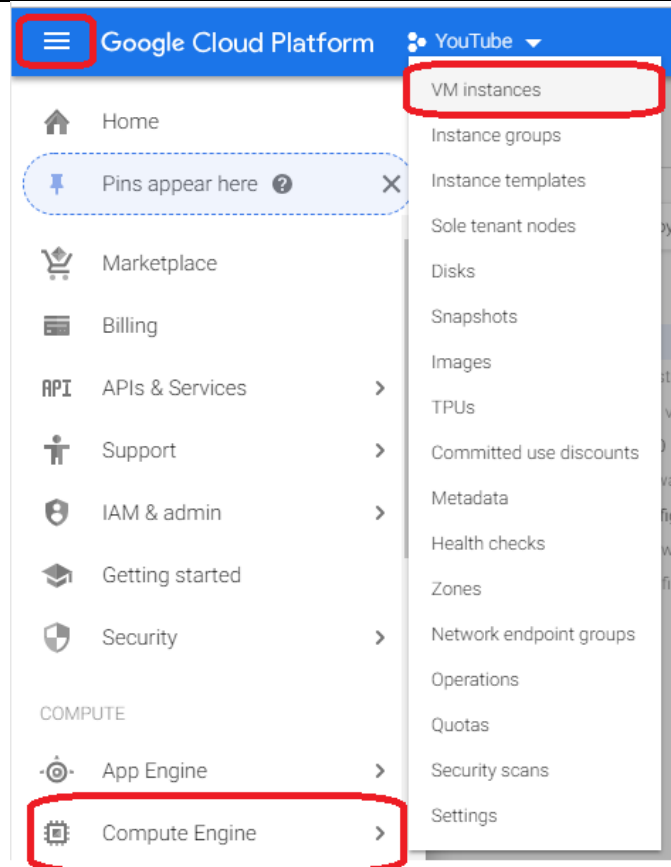 Google Cloud Platform
YouTube
Home
Pins appear here ?
Marketplace
Billing
API APIs & Services
Support
IAM & admin
Getting started
Security
COMPUTE
App Engine
Compute Engine
VM instances
Instance groups
Instance templates
Sole tenant nodes
Disks
Snapshots
Images
TPUs
Committed use discounts
Metadata
Health checks
Zones
Network endpoint groups
Operations
Quotas
Security scans
Settings